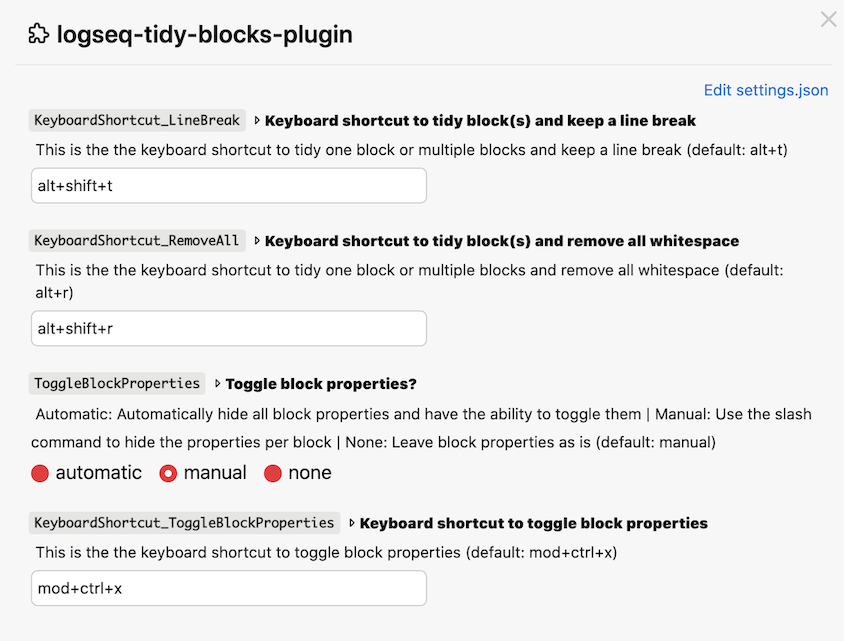 logseq-tidy-blocks-plugin
Edit settings.json
KeyboardShortcut_LineBreak Keyboard shortcut to tidy block(s) and keep a line break
This is the the keyboard shortcut to tidy one block or multiple blocks and keep a line break (default: alt+t)
alt+shift+t
KeyboardShortcut_RemoveAll Keyboard shortcut to tidy block(s) and remove all whitespace
This is the the keyboard shortcut to tidy one block or multiple blocks and remove all whitespace (default:
alt+r)
alt+shift+r
ToggleBlockProperties Toggle block properties?
Automatic: Automatically hide all block properties and have the ability to toggle them | Manual: Use the slash
command to hide the properties per block | None: Leave block properties as is (default: manual)
automatic manual none
KeyboardShortcut_ToggleBlockProperties Keyboard shortcut to toggle block properties
This is the the keyboard shortcut to toggle block properties (default: mod+ctrl+x)
mod+ctrl+x